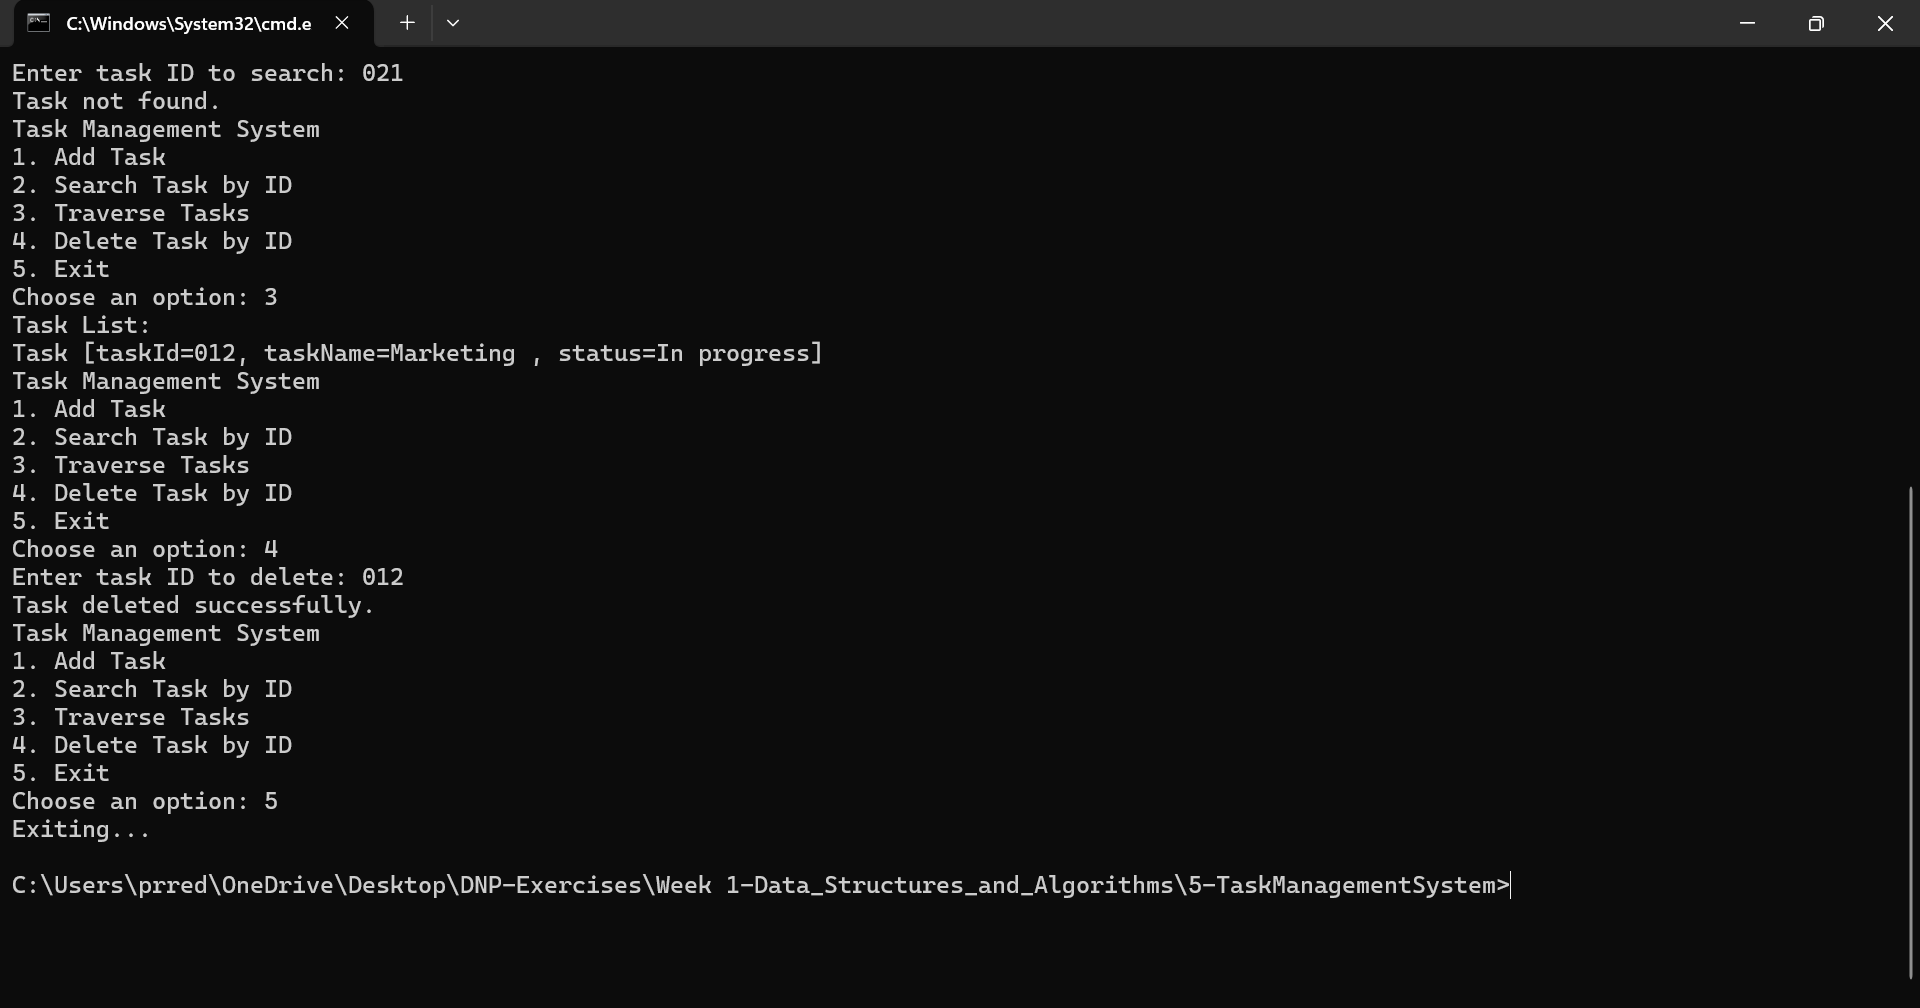 C:\Windows\System32\cmd.e
Enter task ID to search: 021
Task not found.
Task Management System
1. Add Task
2. Search Task by ID
3. Traverse Tasks
4. Delete Task by ID
5. Exit
Choose an option: 3
Task List:
Task [taskId=012, taskName=Marketing , status=In progress]
Task Management System
1. Add Task
2. Search Task by ID
3. Traverse Tasks
4. Delete Task by ID
5. Exit
Choose an option: 4
Enter task ID to delete: 012
Task deleted successfully.
Task Management System
1. Add Task
2. Search Task by ID
3. Traverse Tasks
4. Delete Task by ID
5. Exit
Choose an option: 5
Exiting...
C:\Users\prred\OneDrive\Desktop\DNP-Exercises\Week 1-Data_Structures_and_Algorithms\5-TaskManagementSystem>